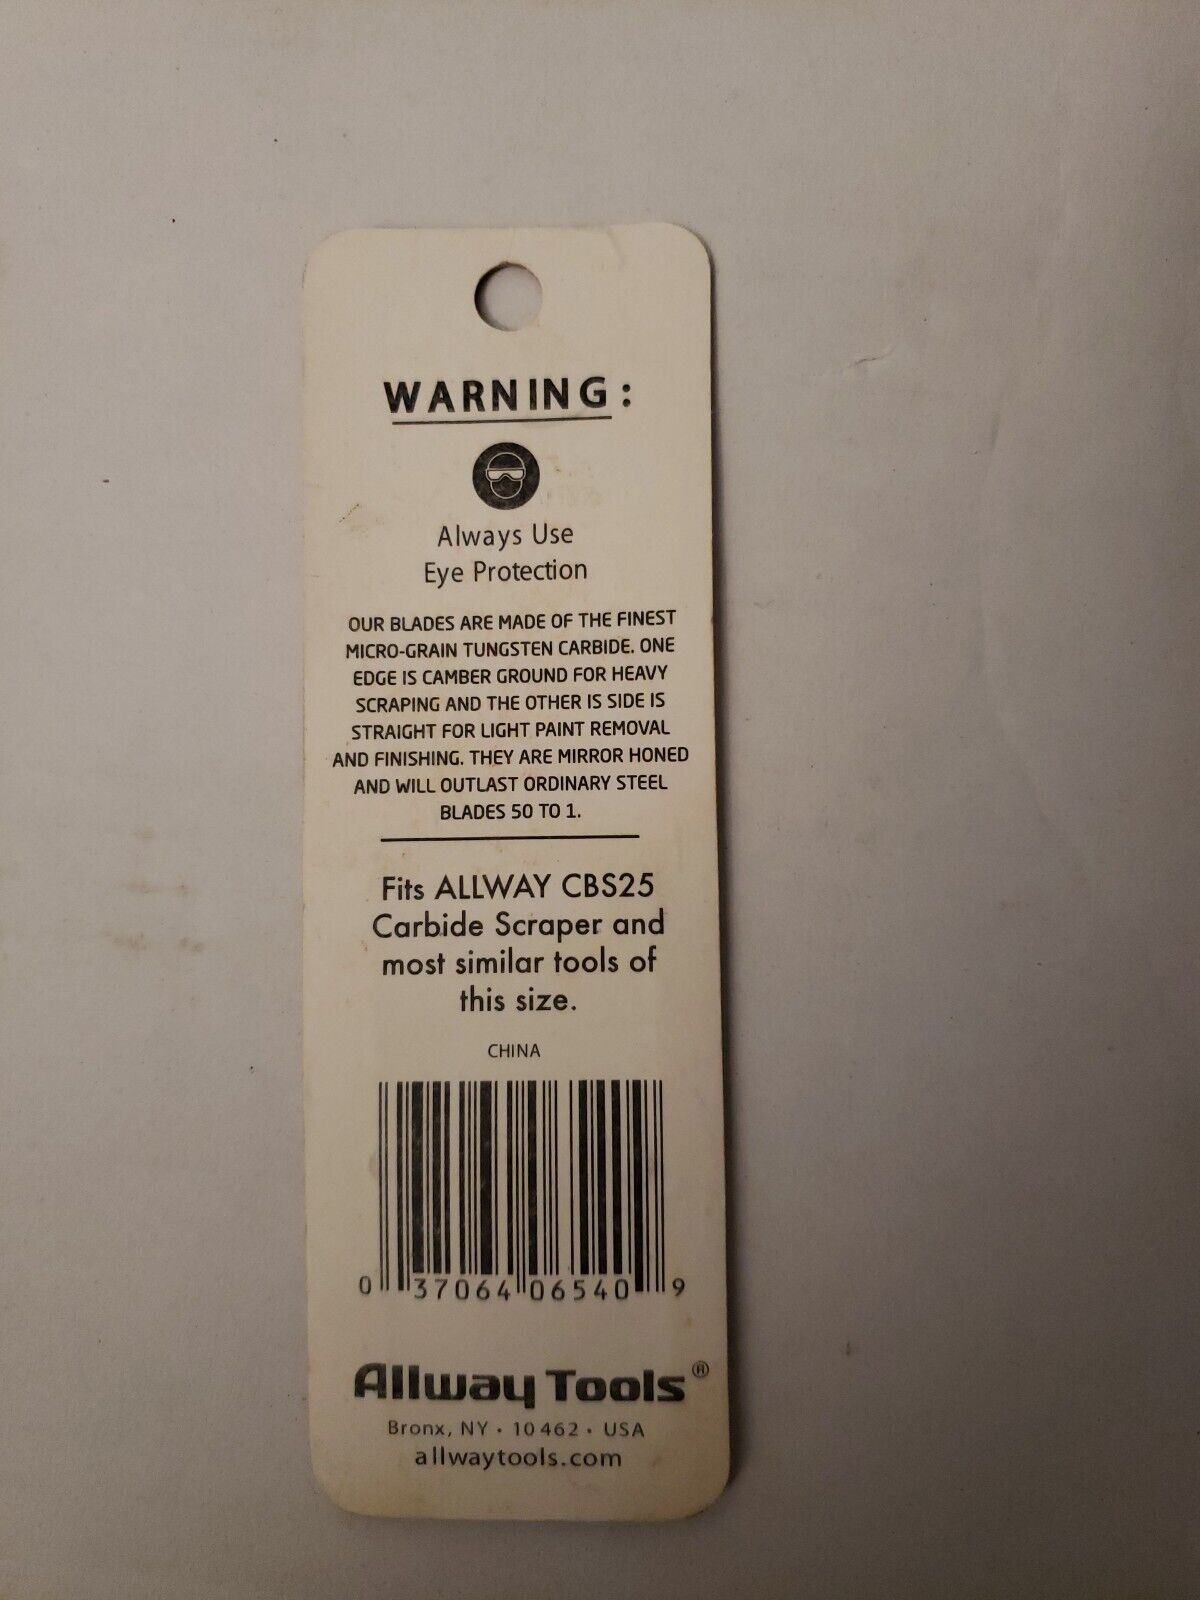 WARNING:
Always Use
Eye Protection
OUR BLADES ARE MADE OF THE FINEST
MICRO-GRAIN TUNGSTEN CARBIDE. ONE
EDGE IS CAMBER GROUND FOR HEAVY
SCRAPING AND THE OTHER IS SIDE IS
STRAIGHT FOR LIGHT PAINT REMOVAL
AND FINISHING. THEY ARE MIRROR HONED
AND WILL OUTLAST ORDINARY STEEL
BLADES 50 TO 1.
Fits ALLWAY CBS25
Carbide Scraper and
most similar tools of
this size.
CHINA
0 37064 06540 9
Allway Tools®
Bronx, NY • 10462 • USA
allwaytools.com